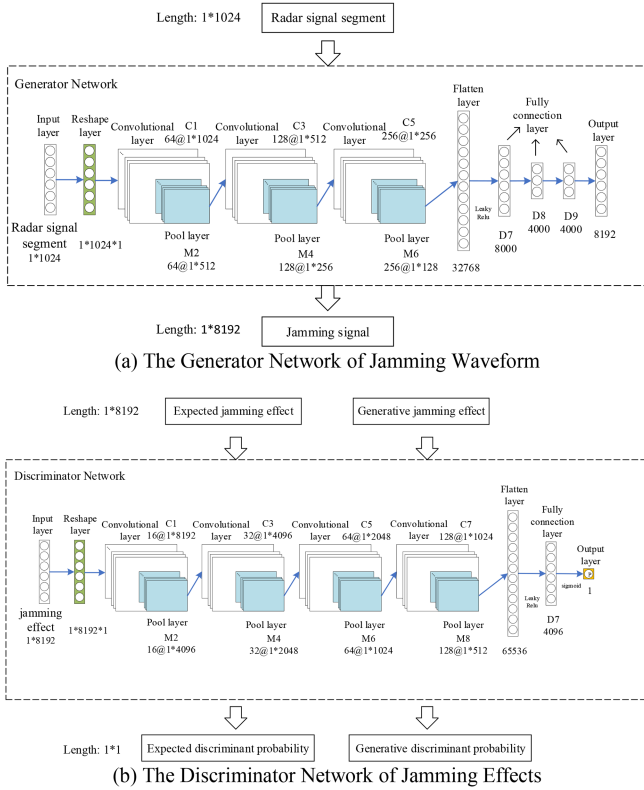 Length: 1*1024
Radar signal segment
Generator Network
Input layer
Reshape layer
Convolutional layer
C1
64@1*1024
Convolutional layer
C3
128@1*512
Convolutional layer
C5
256@1*256
Flatten layer
Fully connection layer
Output layer
Radar signal segment
1*1024
1*1024*1
Pool layer
M2
64@1*512
Pool layer
M4
128@1*256
Pool layer
M6
256@1*128
32768
Leaky Relu
D7
8000
D8
4000
D9
4000
8192
Length: 1*8192
Jamming signal
(a) The Generator Network of Jamming Waveform
Length: 1*8192
Expected jamming effect
Generative jamming effect
Discriminator Network
Input layer
Reshape layer
Convolutional layer
C1
16@1*8192
Convolutional layer
C3
32@1*4096
Convolutional layer
C5
64@1*2048
Convolutional layer
C7
128@1*1024
Flatten layer
Fully connection layer
Output layer
jamming effect
1*8192
1*8192*1
Pool layer
M2
16@1*4096
Pool layer
M4
32@1*2048
Pool layer
M6
64@1*1024
Pool layer
M8
128@1*512
65536
Leaky Relu
D7
4096
sigmoid
1
Length: 1*1
Expected discriminant probability
Generative discriminant probability
(b) The Discriminator Network of Jamming Effects